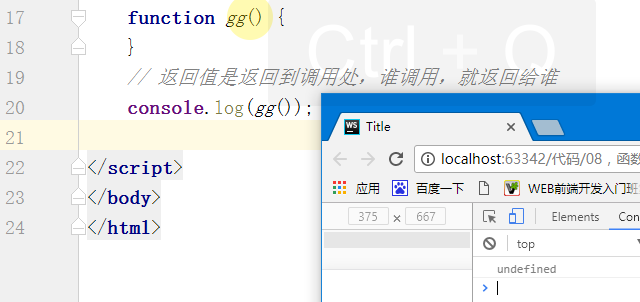 17 function gg() {
18 }
19 // 返回值是返回到调用处，谁调用，就返回给谁
20 console.log(gg());
21
22 </script>
23 </body>
24 </html>
Ctrl + Q
WS Title
localhost:63342/代码/08，函数
应用 百度一下 WEB前端开发入门班
375 × 667 Elements Con
top
undefined